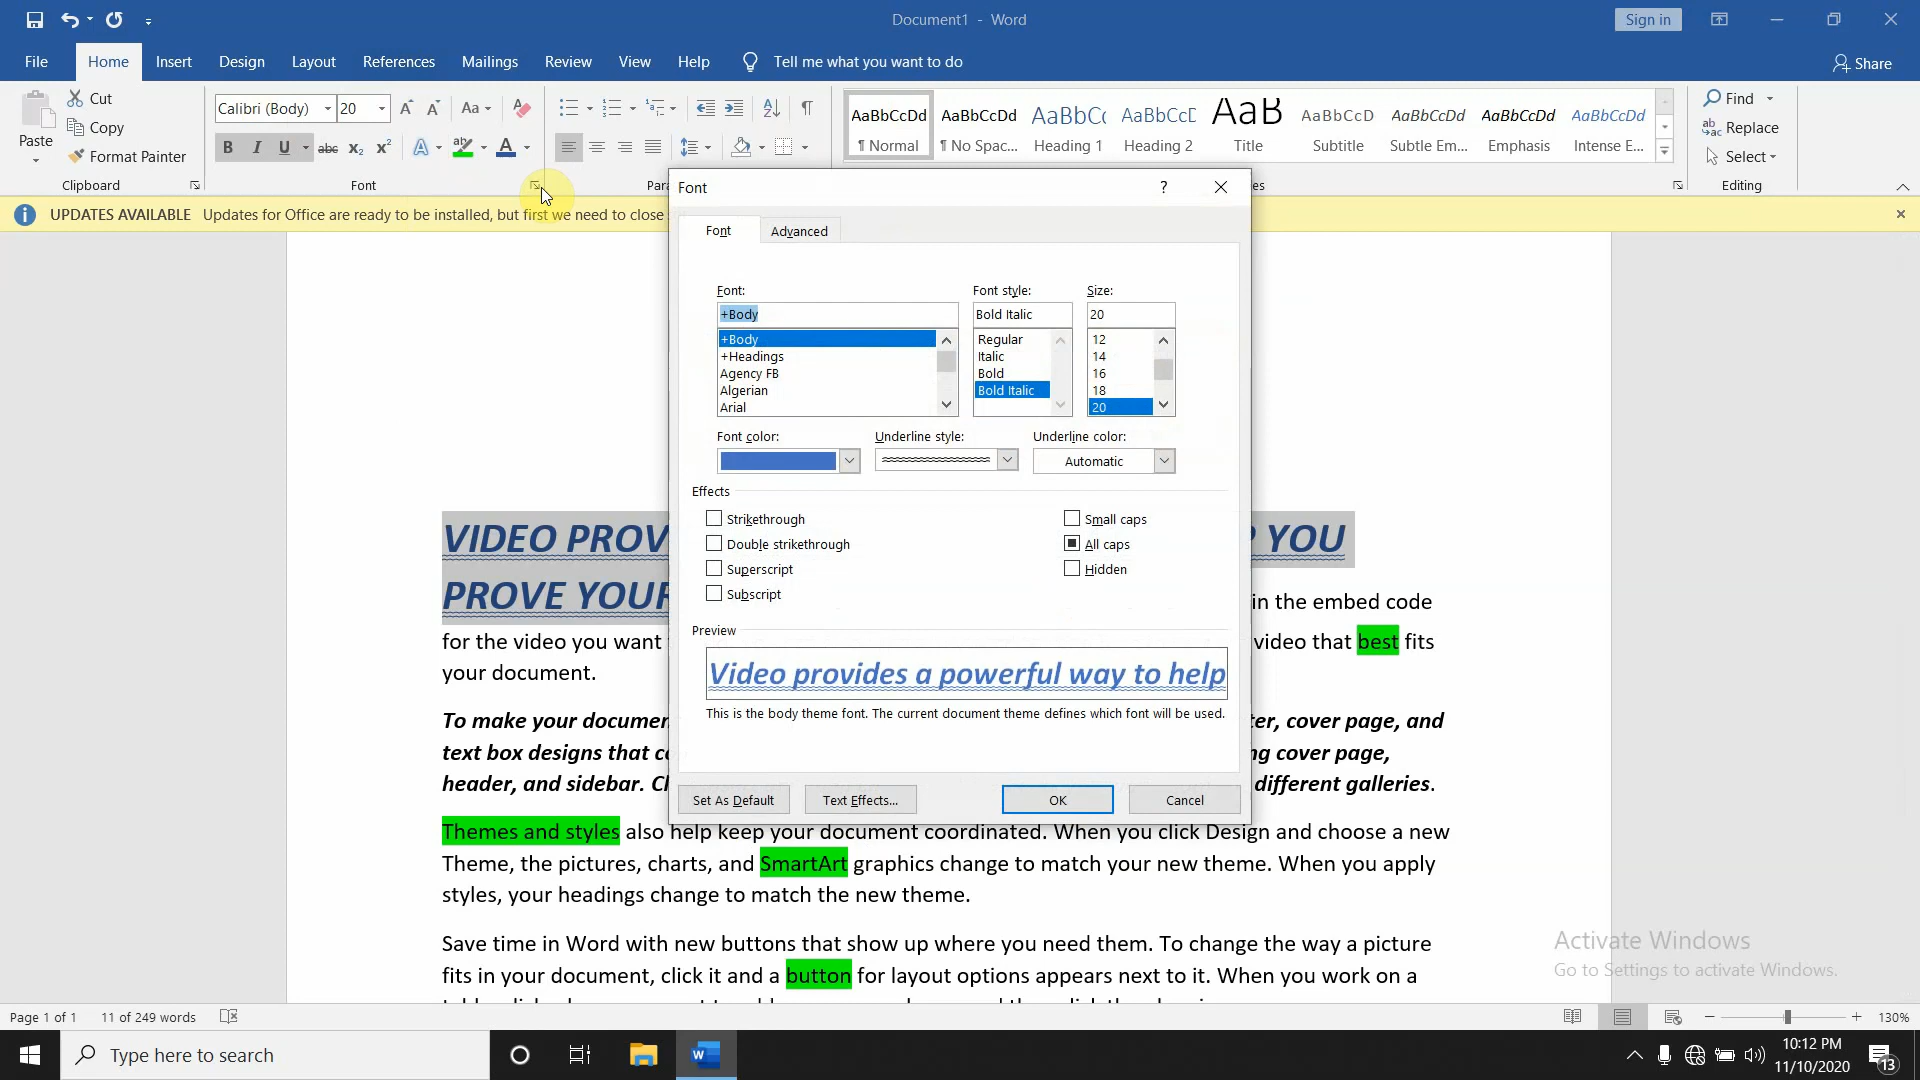 Document1 - Word
Sign in
File Home Insert Design Layout References Mailings Review View Help Tell me what you want to do
Share
Paste
Cut
Copy
Format Painter
Clipboard
Calibri (Body) 20
Aa
B I U abc x₂ x² A ab A
Font
AaBbCcDd AaBbCcDd AaBbCc AaBbCcE AaB AaBbCcD AaBbCcDd AaBbCcDd AaBbCcDd
¶ Normal ¶ No Spac... Heading 1 Heading 2 Title Subtitle Subtle Em... Emphasis Intense E...
Find
Replace
Select
Editing
UPDATES AVAILABLE Updates for Office are ready to be installed, but first we need to close
Font
?
Font Advanced
Font: Font style: Size:
+Body Bold Italic 20
+Body Regular 12
+Headings Italic 14
Agency FB Bold 16
Algerian Bold Italic 18
Arial 20
Font color: Underline style: Underline color:
Automatic
Effects
Strikethrough Small caps
Double strikethrough All caps
Superscript Hidden
Subscript
Preview
Video provides a powerful way to help
This is the body theme font. The current document theme defines which font will be used.
Set As Default Text Effects... OK Cancel
VIDEO PROV YOU
PROVE YOUR in the embed code
for the video you want video that best fits
your document.
To make your documen ter, cover page, and
text box designs that co ng cover page,
header, and sidebar. Cl different galleries.
Themes and styles also help keep your document coordinated. When you click Design and choose a new
Theme, the pictures, charts, and SmartArt graphics change to match your new theme. When you apply
styles, your headings change to match the new theme.
Save time in Word with new buttons that show up where you need them. To change the way a picture
fits in your document, click it and a button for layout options appears next to it. When you work on a
Activate Windows
Go to Settings to activate Windows.
Page 1 of 1 11 of 249 words
130%
Type here to search
10:12 PM
11/10/2020
13